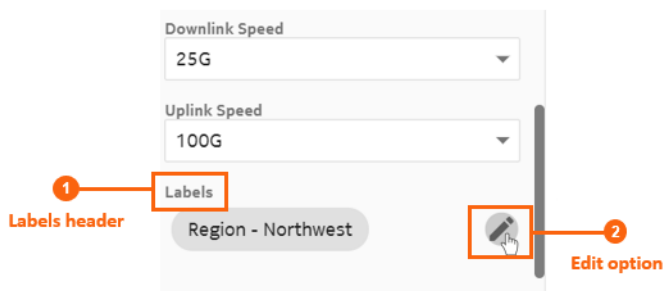 Downlink Speed
25G
Uplink Speed
100G
1
Labels
Labels header
Region - Northwest
2
Edit option